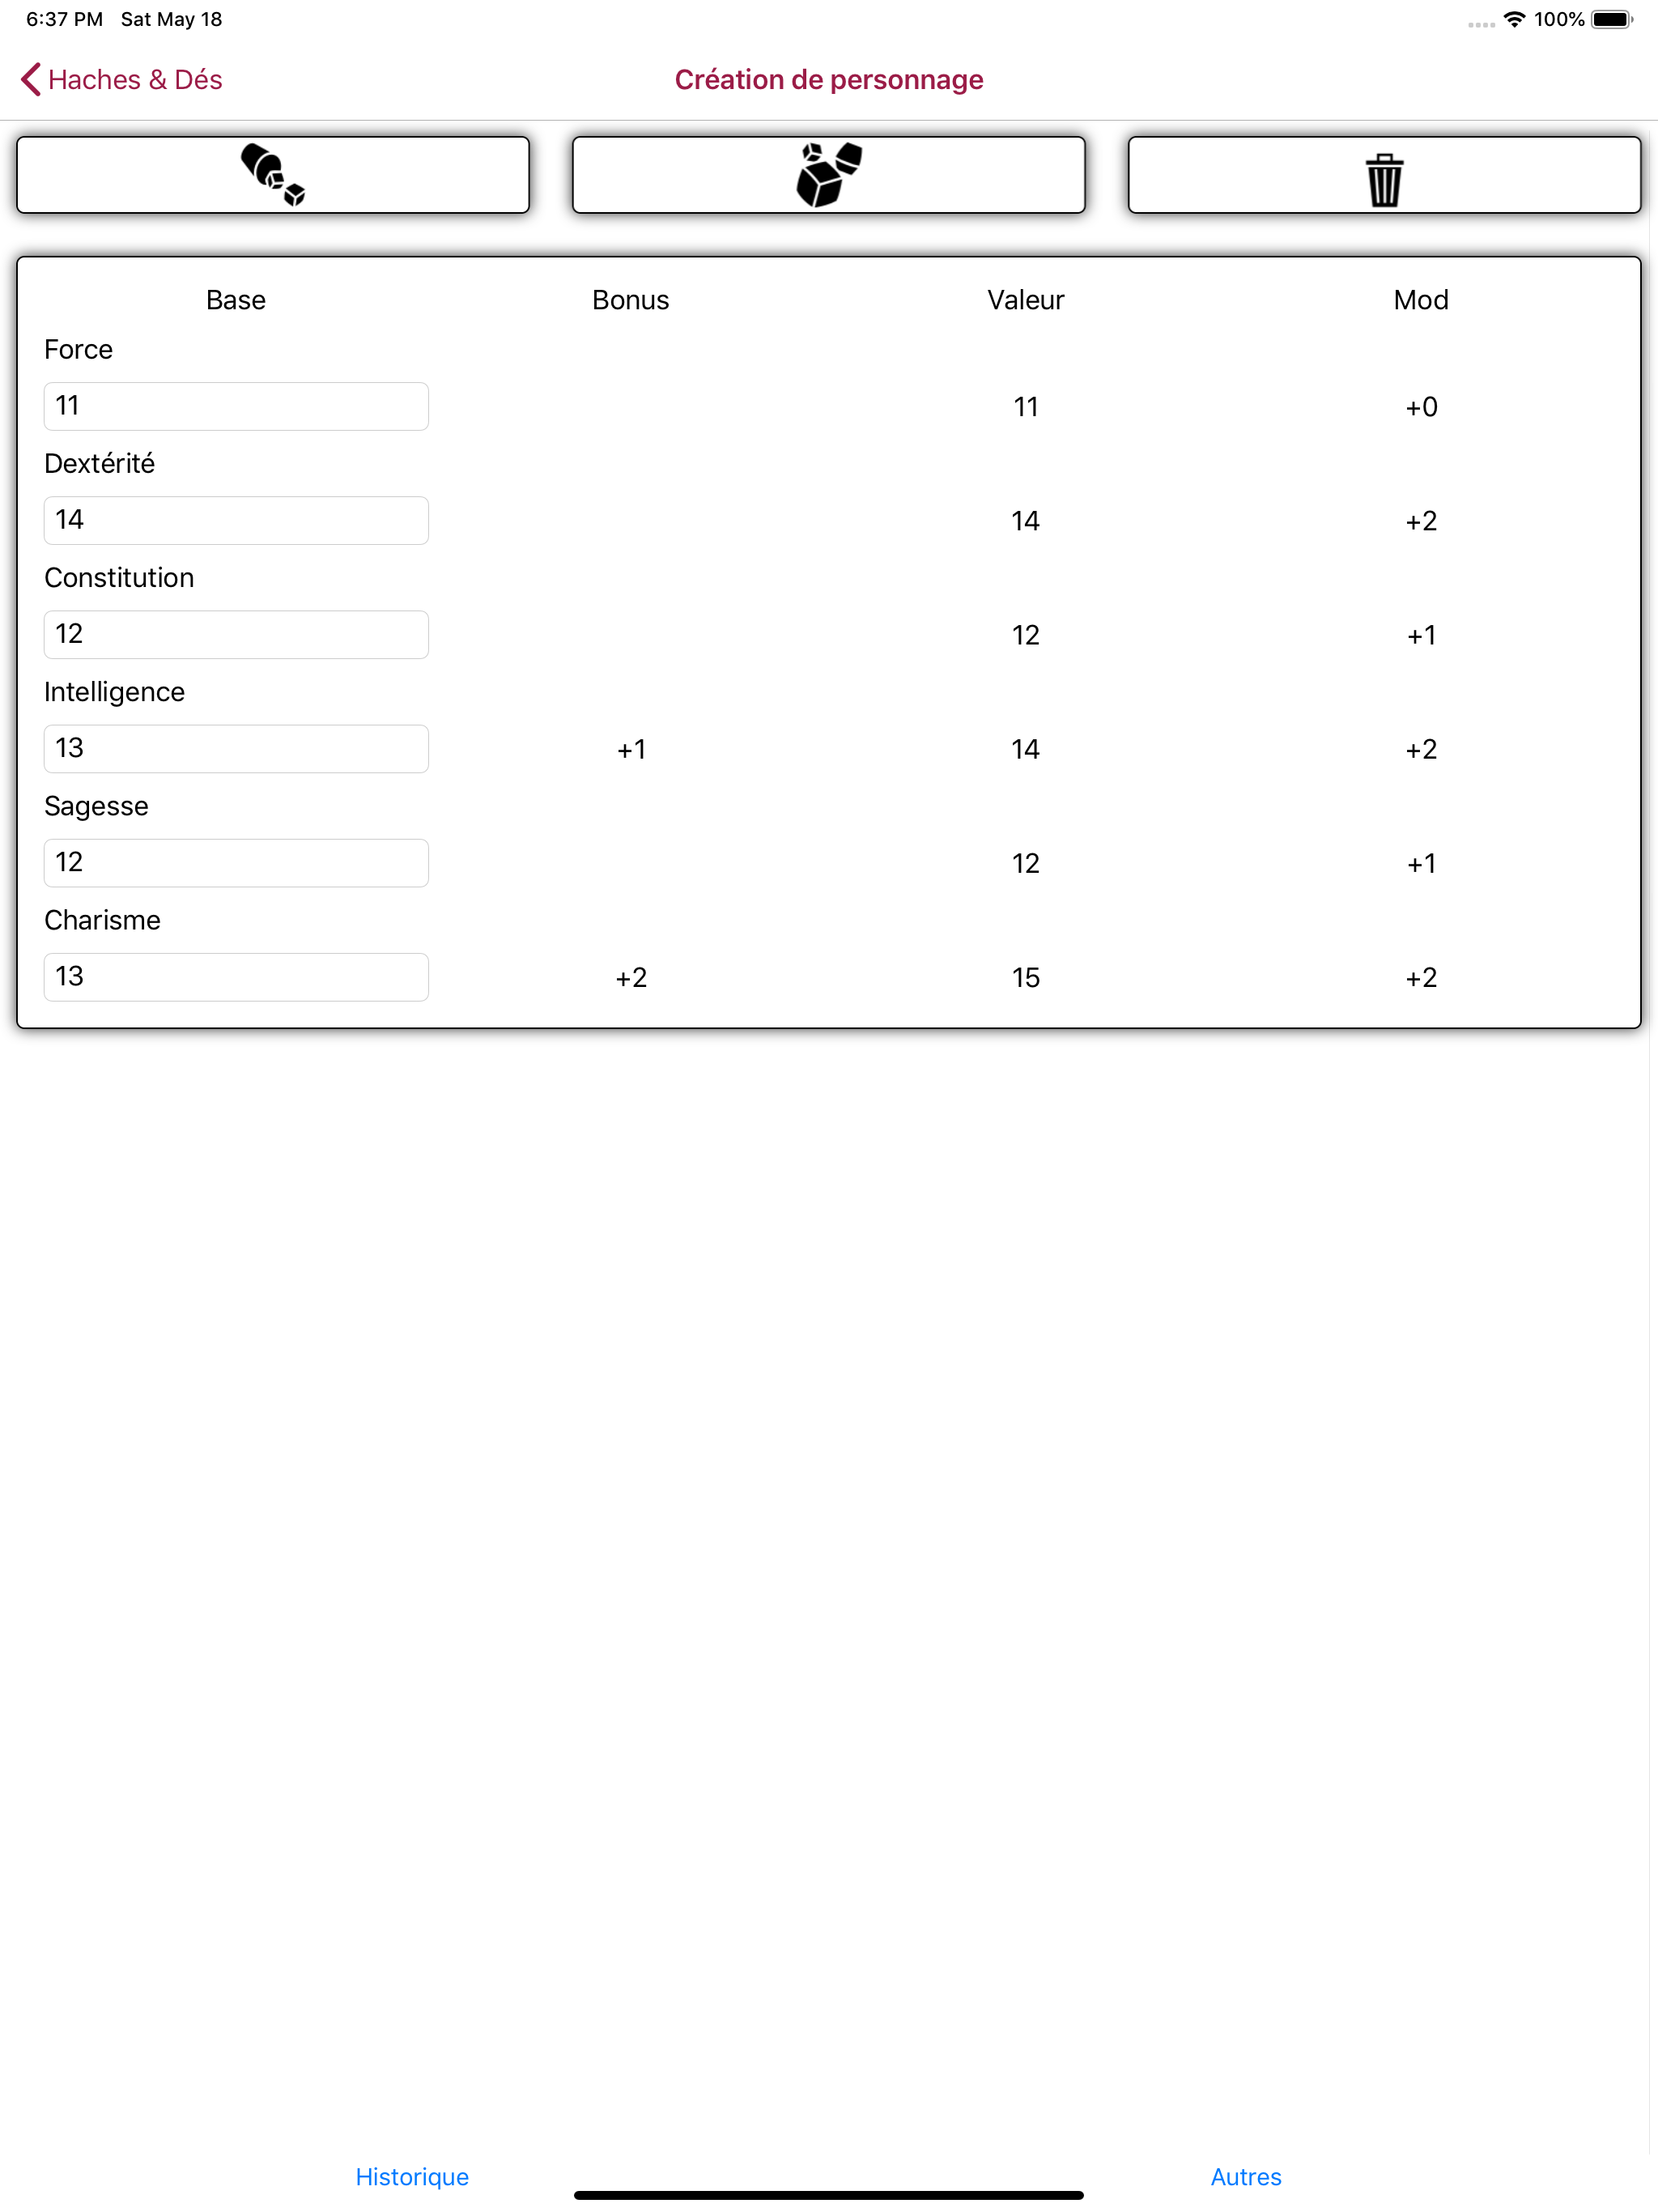 6:37 PM Sat May 18 100%
Haches & Dés Création de personnage
Base Bonus Valeur Mod
Force
11 11 +0
Dextérité
14 14 +2
Constitution
12 12 +1
Intelligence
13 +1 14 +2
Sagesse
12 12 +1
Charisme
13 +2 15 +2
Historique Autres